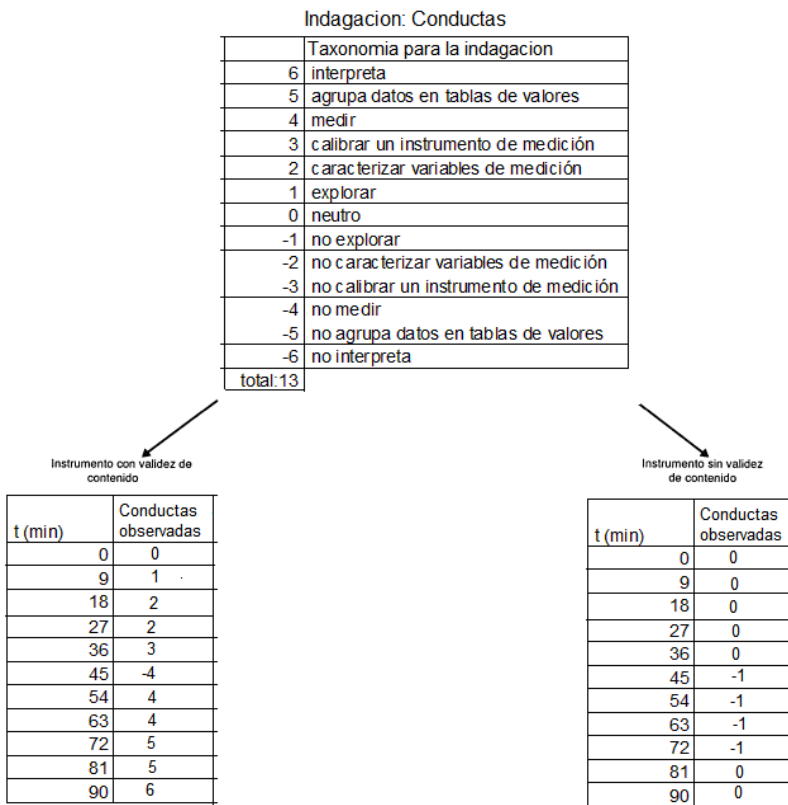 Indagacion: Conductas
Taxonomia para la indagacion
6 interpreta
5 agrupa datos en tablas de valores
4 medir
3 calibrar un instrumento de medición
2 caracterizar variables de medición
1 explorar
0 neutro
-1 no explorar
-2 no caracterizar variables de medición
-3 no calibrar un instrumento de medición
-4 no medir
-5 no agrupa datos en tablas de valores
-6 no interpreta
total:13
Instrumento con validez de
contenido
t (min) Conductas
observadas
0 0
9 1
18 2
27 2
36 3
45 -4
54 4
63 4
72 5
81 5
90 6
Instrumento sin validez
de contenido
t (min) Conductas
observadas
0 0
9 0
18 0
27 0
36 0
45 -1
54 -1
63 -1
72 -1
81 0
90 0